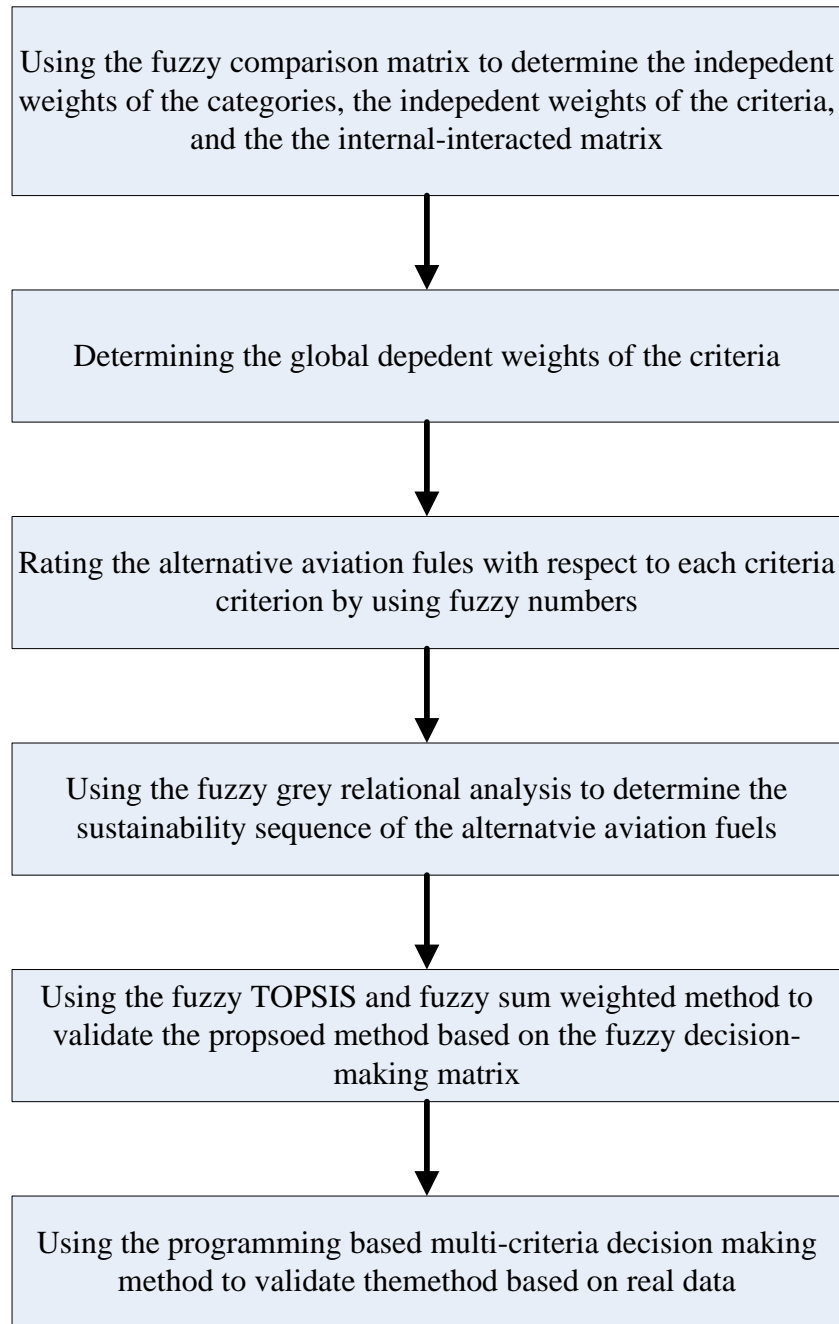 Using the fuzzy comparison matrix to determine the indepedent
weights of the categories, the indepedent weights of the criteria,
and the the internal-interacted matrix
Determining the global depedent weights of the criteria
Rating the alternative aviation fules with respect to each criteria
criterion by using fuzzy numbers
Using the fuzzy grey relational analysis to determine the
sustainability sequence of the alternatvie aviation fuels
Using the fuzzy TOPSIS and fuzzy sum weighted method to
validate the propsoed method based on the fuzzy decision-
making matrix
Using the programming based multi-criteria decision making
method to validate themethod based on real data